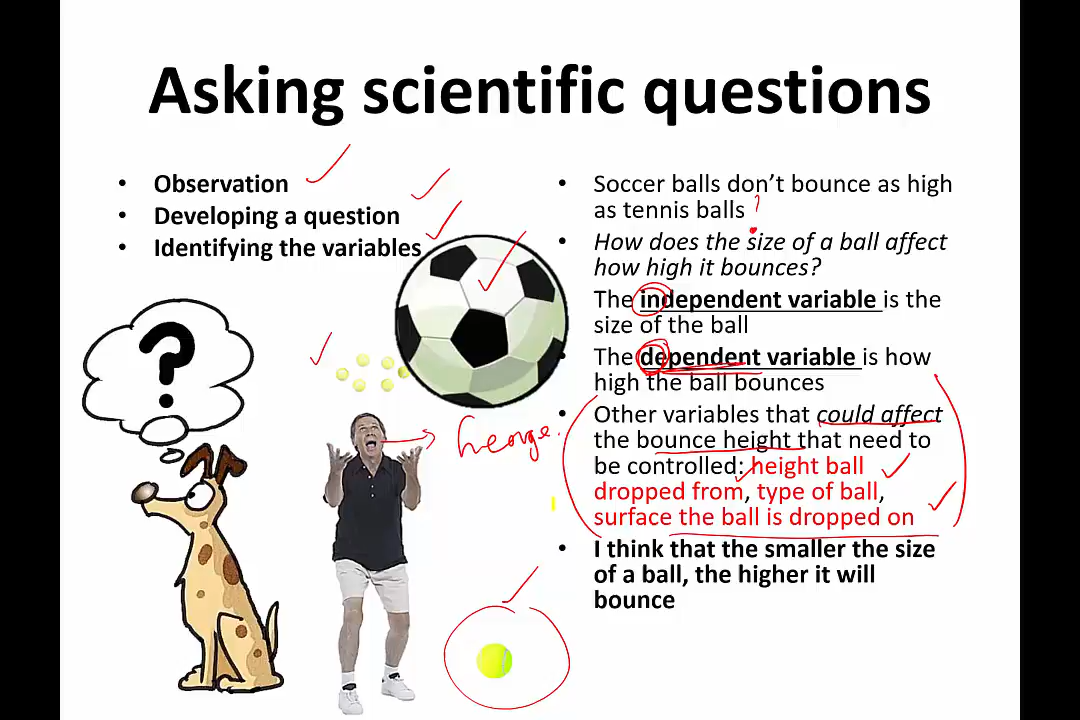 Asking scientific questions
• Observation
• Developing a question
• Identifying the variables
?
George.
• Soccer balls don't bounce as high
as tennis balls ?
• How does the size of a ball affect
how high it bounces?
The independent variable is the
size of the ball
• The dependent variable is how
high the ball bounces
• Other variables that could affect
the bounce height that need to
be controlled: height ball
dropped from, type of ball,
surface the ball is dropped on
• I think that the smaller the size
of a ball, the higher it will
bounce